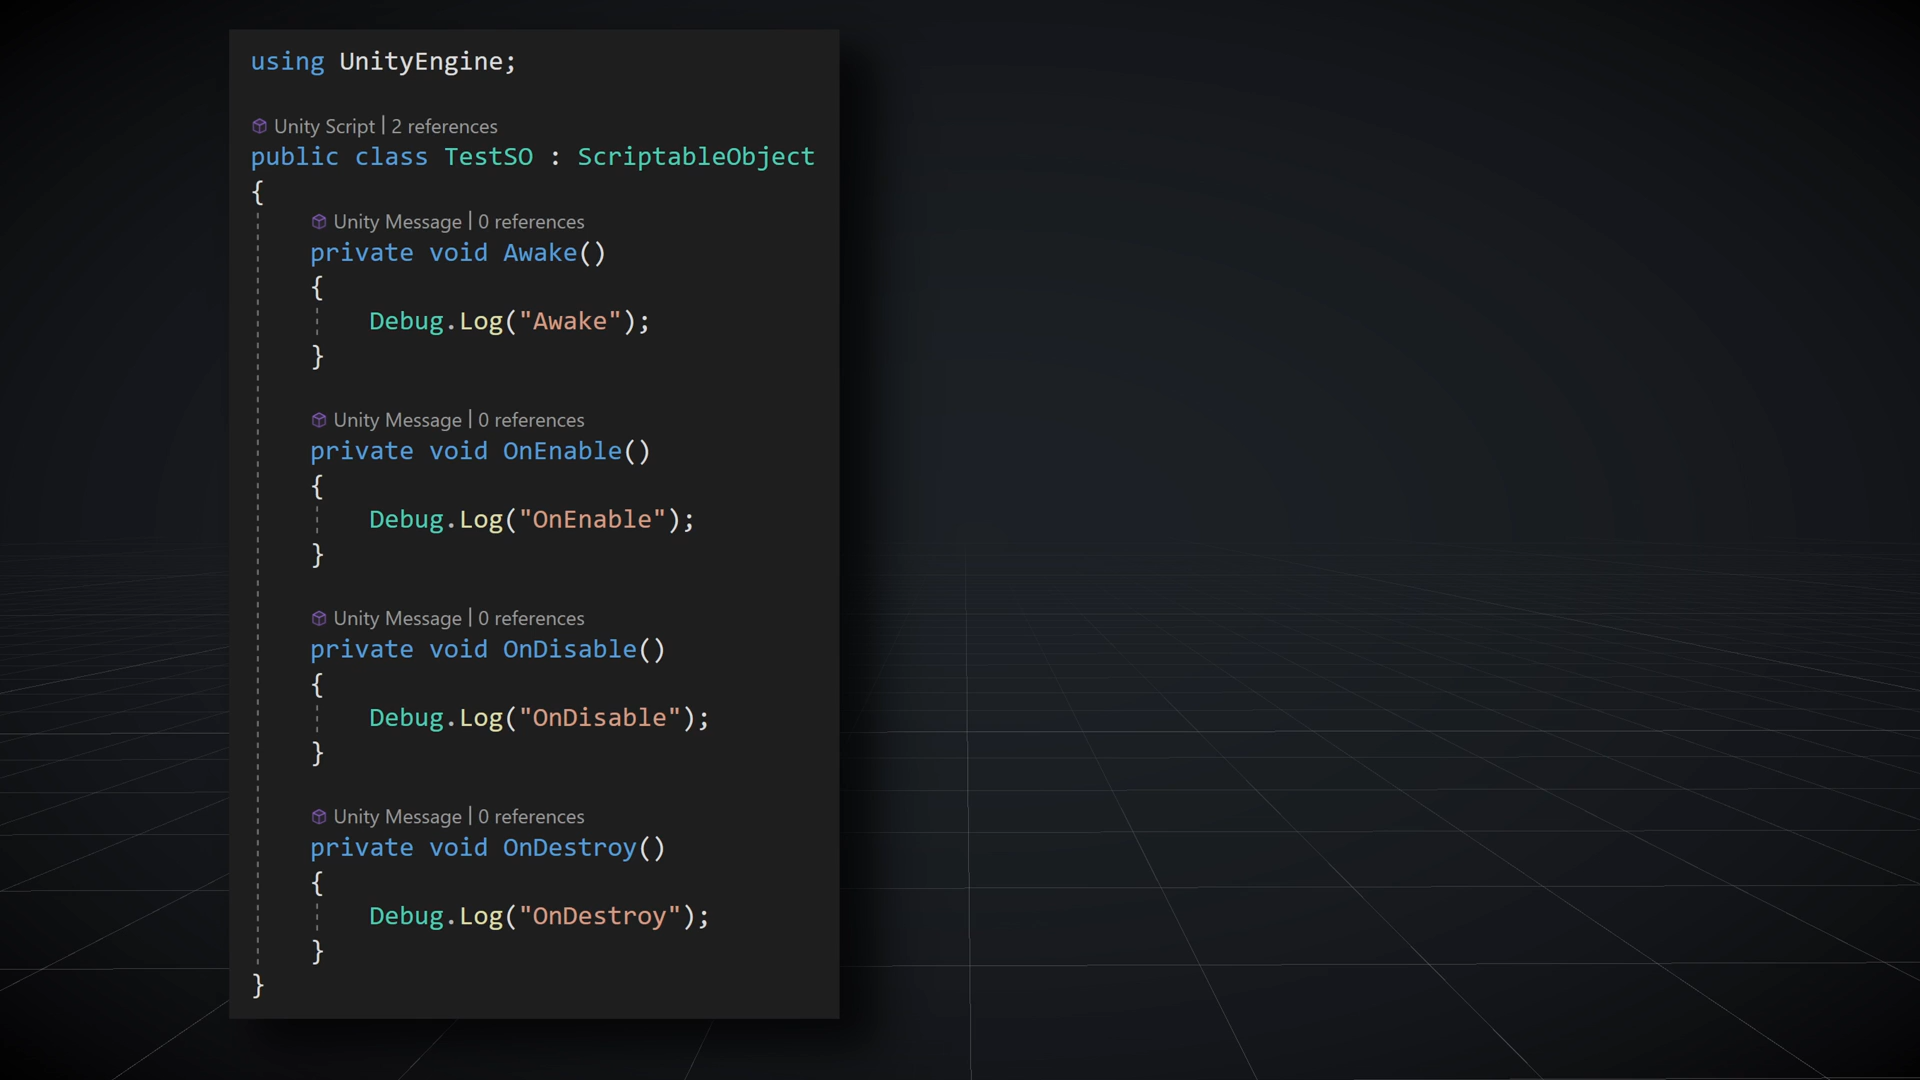 using UnityEngine;
Unity Script | 2 references
public class TestSO : ScriptableObject
{
Unity Message | 0 references
private void Awake()
{
Debug.Log("Awake");
}
Unity Message | 0 references
private void OnEnable()
{
Debug.Log("OnEnable");
}
Unity Message | 0 references
private void OnDisable()
{
Debug.Log("OnDisable");
}
Unity Message | 0 references
private void OnDestroy()
{
Debug.Log("OnDestroy");
}
}